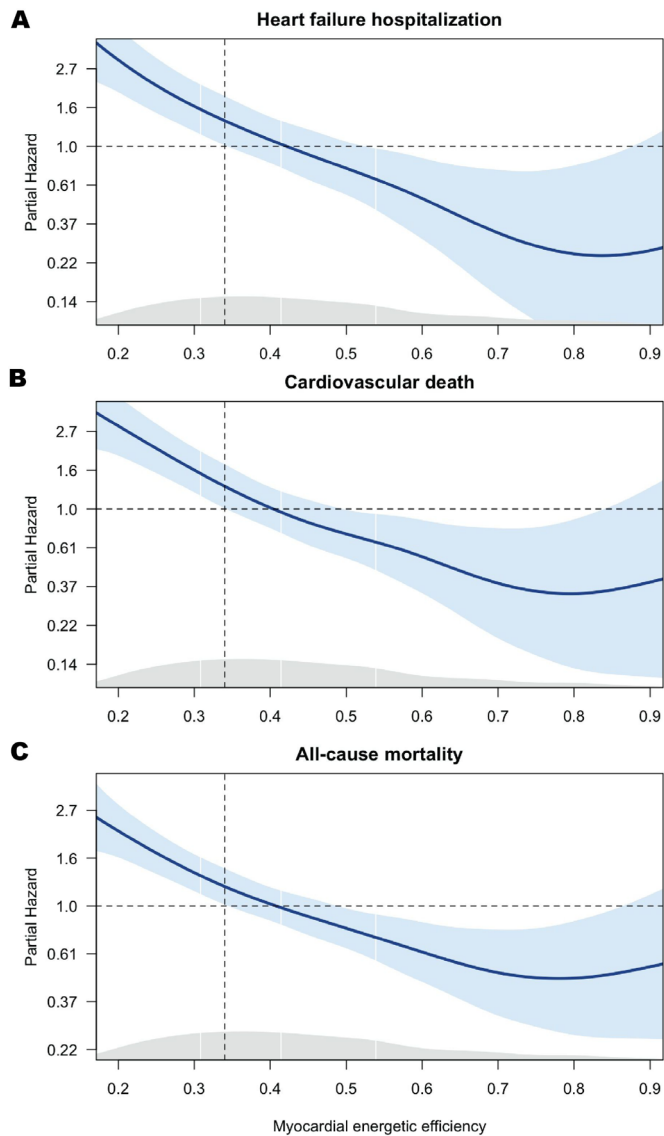 A
Heart failure hospitalization
Partial Hazard
2.7
1.6
1.0
0.61
0.37
0.22
0.14
0.2 0.3 0.4 0.5 0.6 0.7 0.8 0.9
B
Cardiovascular death
Partial Hazard
2.7
1.6
1.0
0.61
0.37
0.22
0.14
0.2 0.3 0.4 0.5 0.6 0.7 0.8 0.9
C
All-cause mortality
Partial Hazard
2.7
1.6
1.0
0.61
0.37
0.22
0.2 0.3 0.4 0.5 0.6 0.7 0.8 0.9
Myocardial energetic efficiency